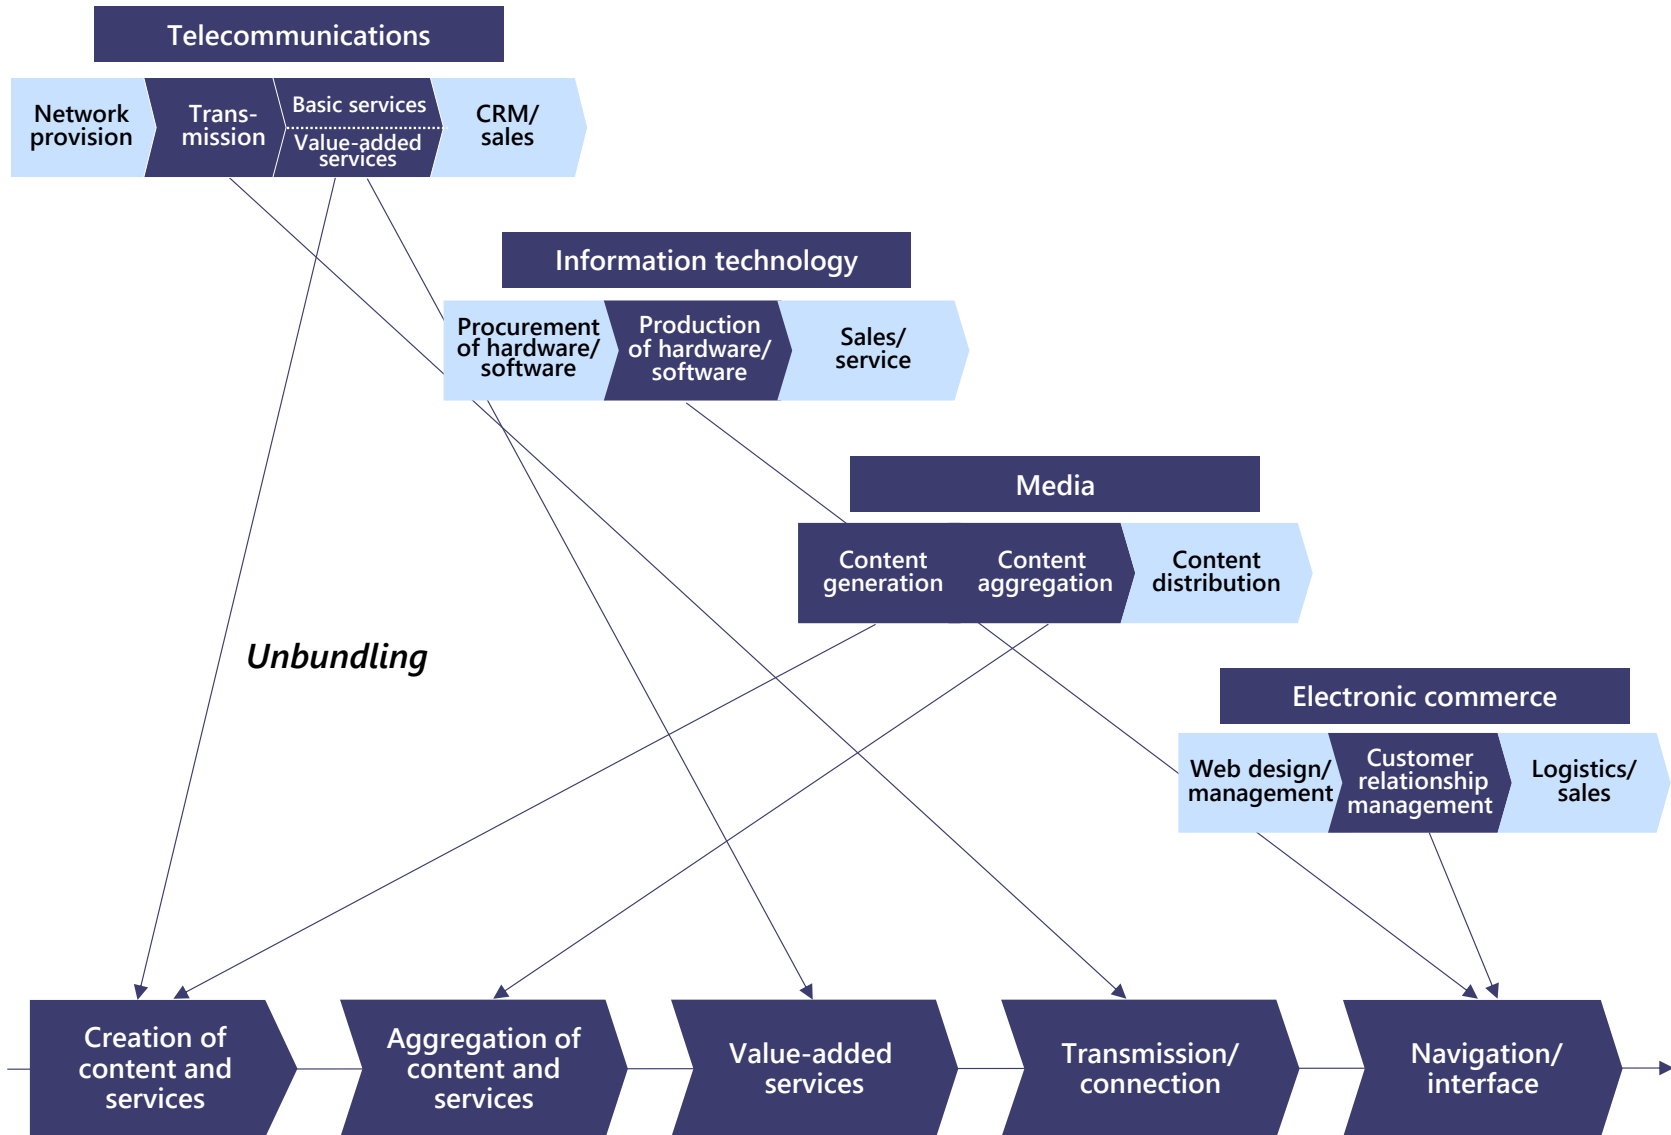 Telecommunications
Network
provision
Trans-
mission
Basic services
Value-added
services
CRM/
sales
Information technology
Procurement
of hardware/
software
Production
of hardware/
software
Sales/
service
Media
Content
generation
Content
aggregation
Content
distribution
Unbundling
Electronic commerce
Web design/
management
Customer
relationship
management
Logistics/
sales
Creation of
content and
services
Aggregation of
content and
services
Value-added
services
Transmission/
connection
Navigation/
interface